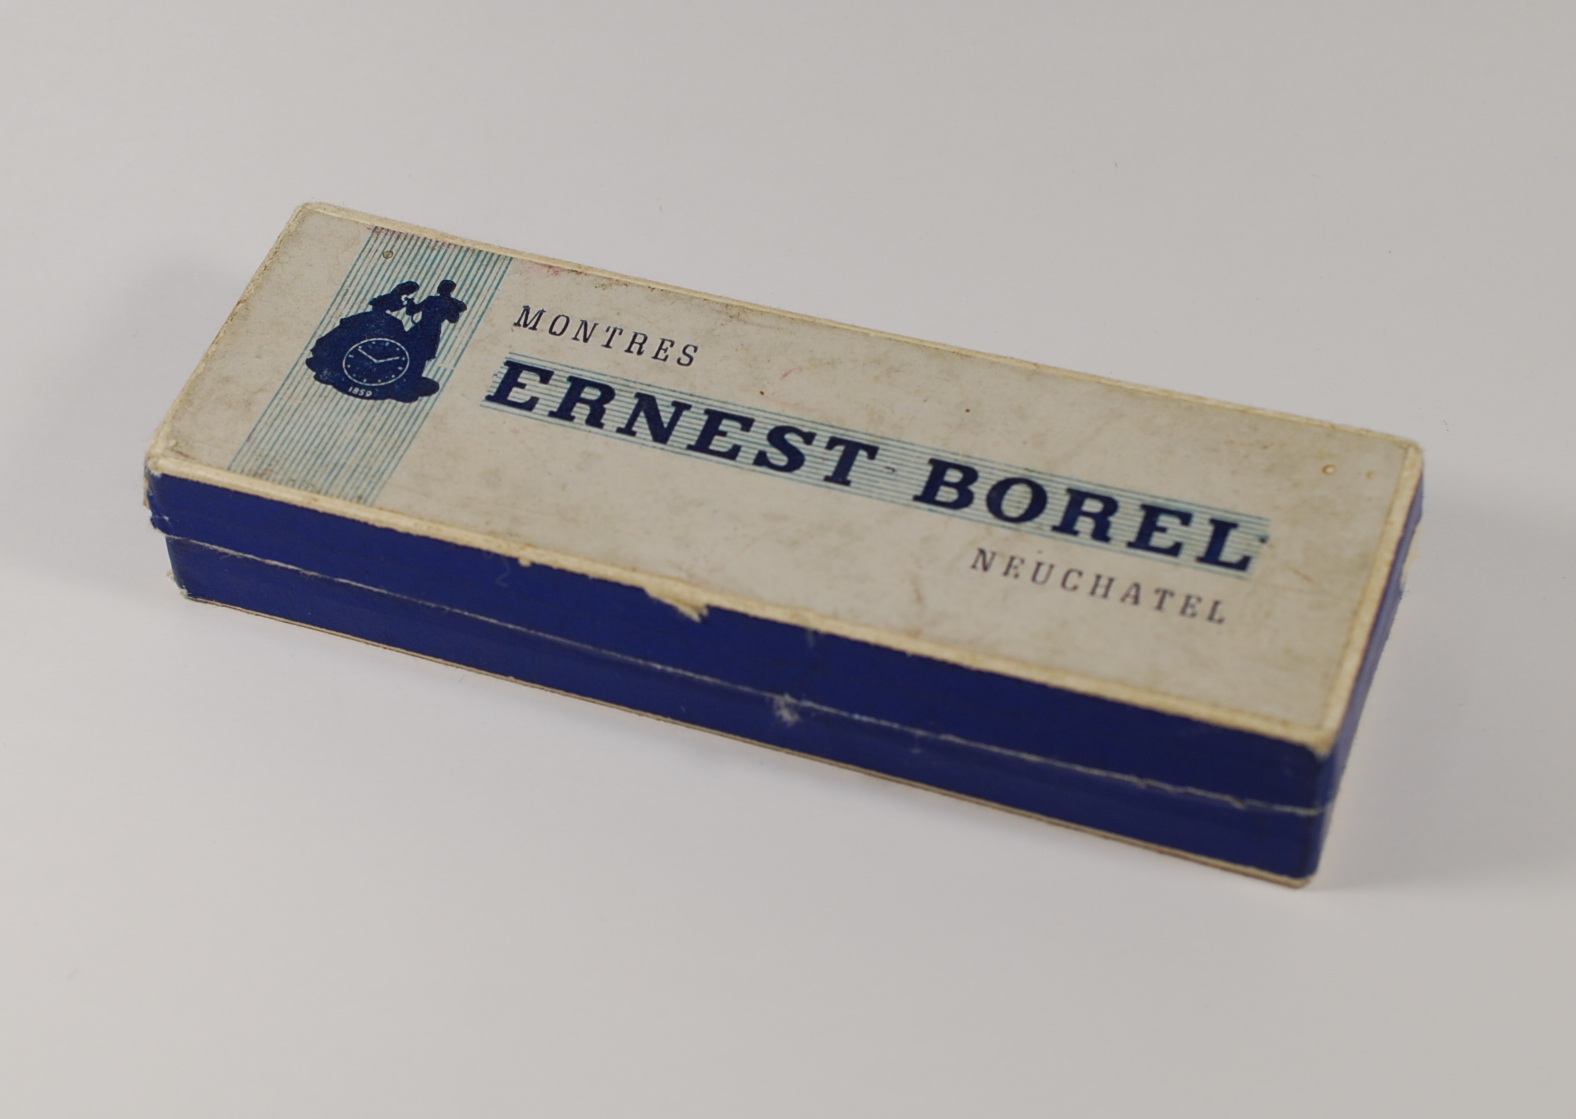 1859
MONTRES
ERNEST BOREL
NEUCHATEL